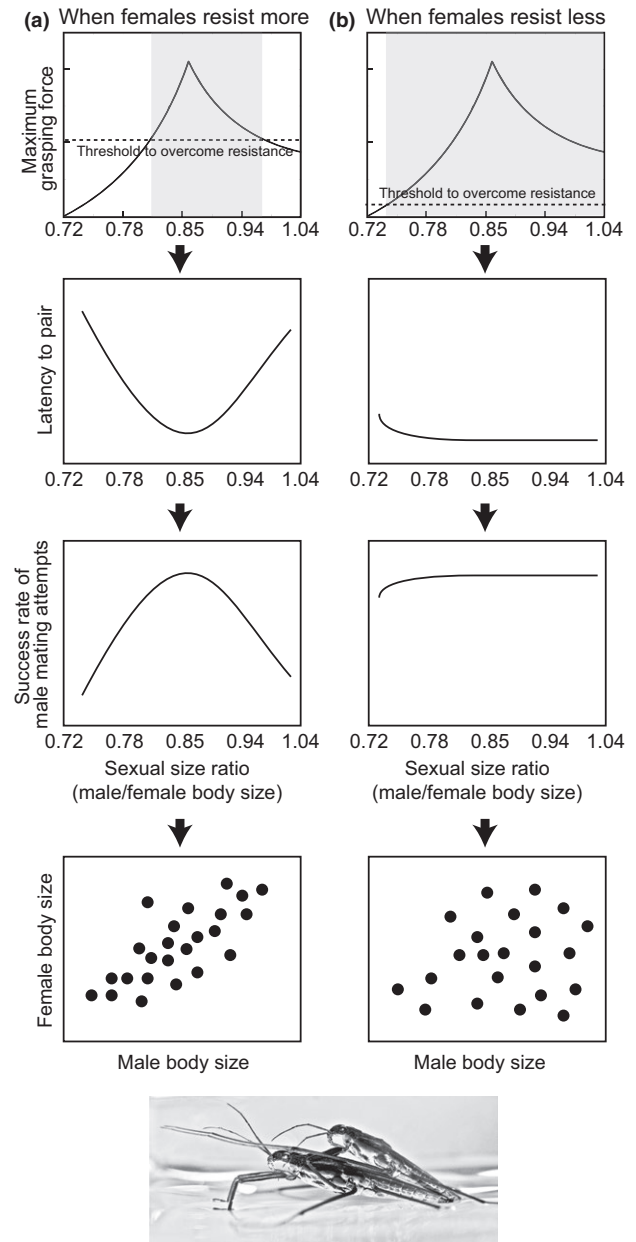 (a) When females resist more
(b) When females resist less
Maximum
grasping force
Threshold to overcome resistance
0.72 0.78 0.85 0.94 1.04
Threshold to overcome resistance
0.72 0.78 0.85 0.94 1.04
Latency to pair
0.72 0.78 0.85 0.94 1.04
0.72 0.78 0.85 0.94 1.04
Success rate of
male mating attempts
0.72 0.78 0.85 0.94 1.04
Sexual size ratio
(male/female body size)
0.72 0.78 0.85 0.94 1.04
Sexual size ratio
(male/female body size)
Female body size
Male body size
Male body size